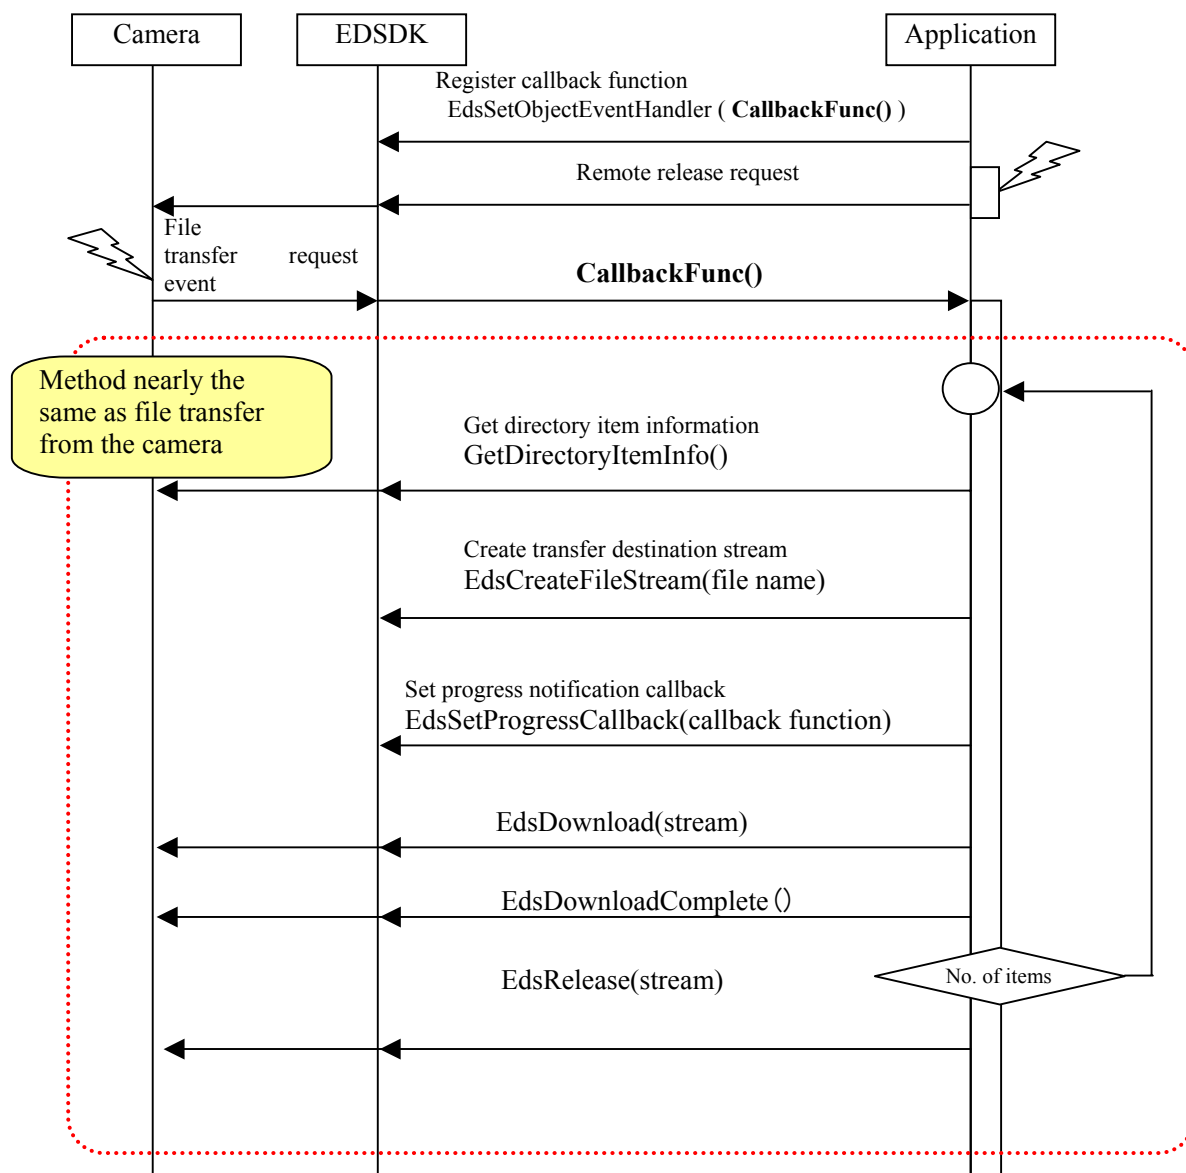 Camera
EDSDK
Application
Register callback function
EdsSetObjectEventHandler ( CallbackFunc() )
Remote release request
File
transfer request
event
CallbackFunc()
Method nearly the
same as file transfer
from the camera
Get directory item information
GetDirectoryItemInfo()
Create transfer destination stream
EdsCreateFileStream(file name)
Set progress notification callback
EdsSetProgressCallback(callback function)
EdsDownload(stream)
EdsDownloadComplete()
EdsRelease(stream)
No. of items